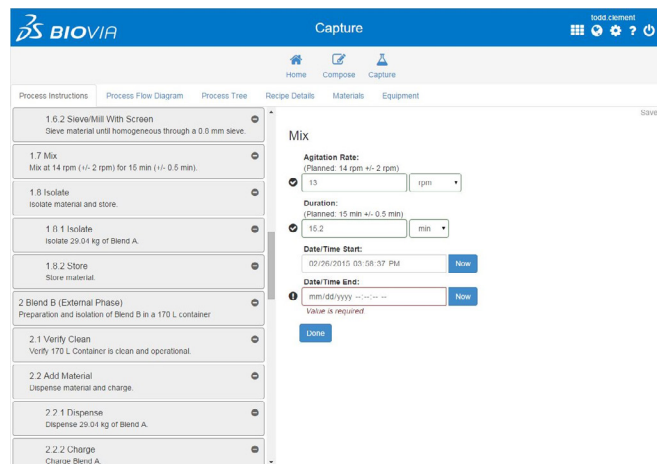 BIOVIA
Capture
todd.clement
Home
Compose
Capture
Process Instructions
Process Flow Diagram
Process Tree
Recipe Details
Materials
Equipment
Save
1.6.2 Sieve/Mill With Screen
Sieve material until homogeneous through a 0.8 mm sieve.
1.7 Mix
Mix at 14 rpm (+/- 2 rpm) for 15 min (+/- 0.5 min).
1.8 Isolate
Isolate material and store.
1.8.1 Isolate
Isolate 29.04 kg of Blend A.
1.8.2 Store
Store material.
2 Blend B (External Phase)
Preparation and isolation of Blend B in a 170 L container
2.1 Verify Clean
Verify 170 L Container is clean and operational.
2.2 Add Material
Dispense material and charge.
2.2.1 Dispense
Dispense 29.04 kg of Blend A.
2.2.2 Charge
Charge Blend A.
Mix
Agitation Rate:
(Planned: 14 rpm +/- 2 rpm)
13
rpm
Duration:
(Planned: 15 min +/- 0.5 min)
15.2
min
Date/Time Start:
02/26/2015 03:58:37 PM
Now
Date/Time End:
mm/dd/yyyy --:--:-- --
Now
Value is required
Done